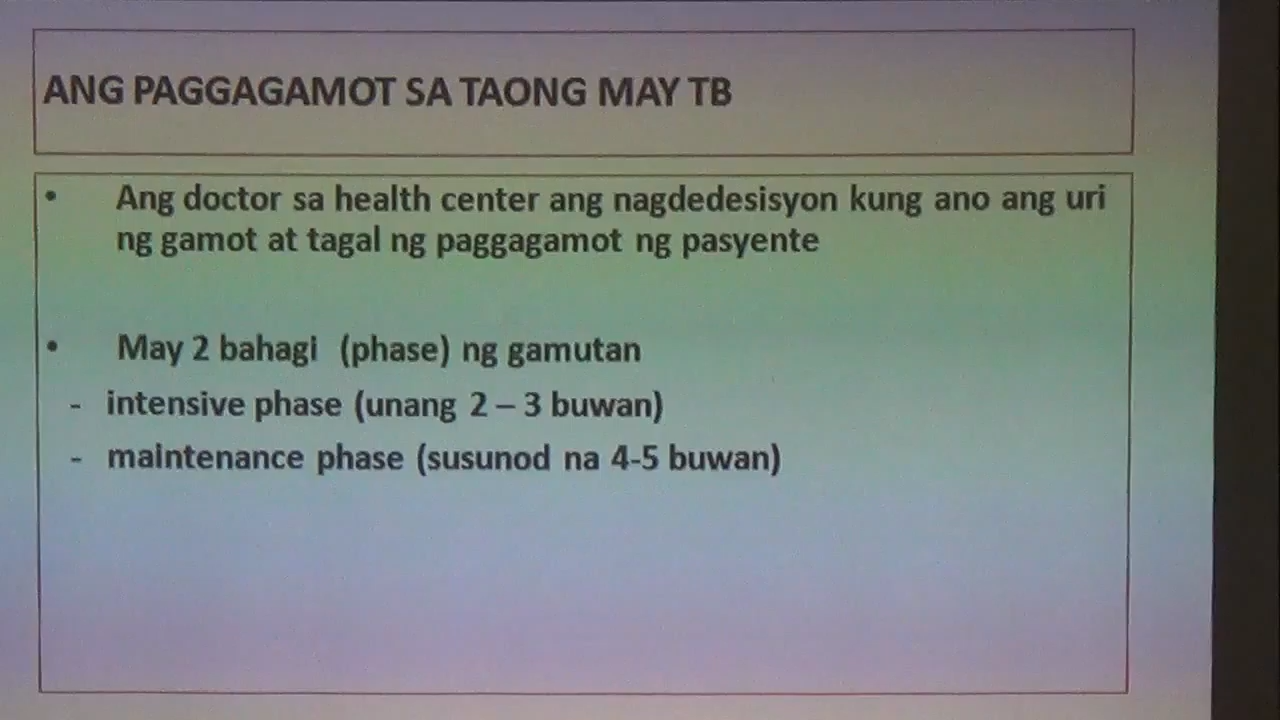 ANG PAGGAGAMOT SA TAONG MAY TB
• Ang doctor sa health center ang nagdedesisyon kung ano ang uri
ng gamot at tagal ng paggagamot ng pasyente
• May 2 bahagi (phase) ng gamutan
- intensive phase (unang 2 – 3 buwan)
- maintenance phase (susunod na 4-5 buwan)